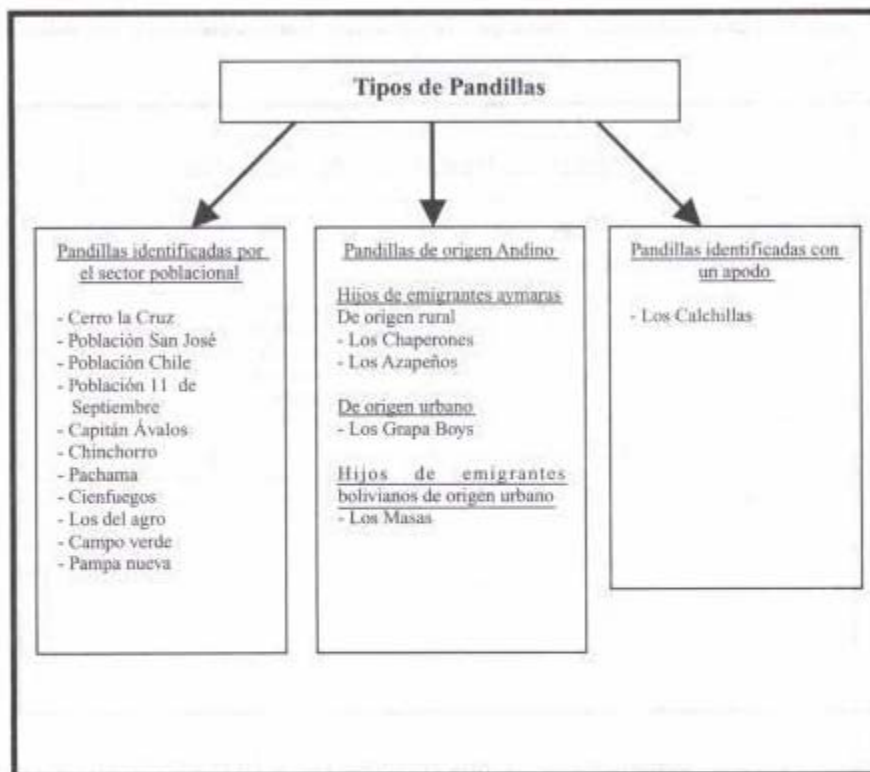 Tipos de Pandillas
Pandillas identificadas por
el sector poblacional
- Cerro la Cruz
- Población San José
- Población Chile
- Población 11 de
Septiembre
- Capitán Ávalos
- Chinchorro
- Pachama
- Cienfuegos
- Los del agro
- Campo verde
- Pampa nueva
Pandillas de origen Andino
Hijos de emigrantes aymaras
De origen rural
- Los Chaperones
- Los Azapeños
De origen urbano
- Los Grapa Boys
Hijos de emigrantes
bolivianos de origen urbano
- Los Masas
Pandillas identificadas con
un apodo
- Los Calchillas